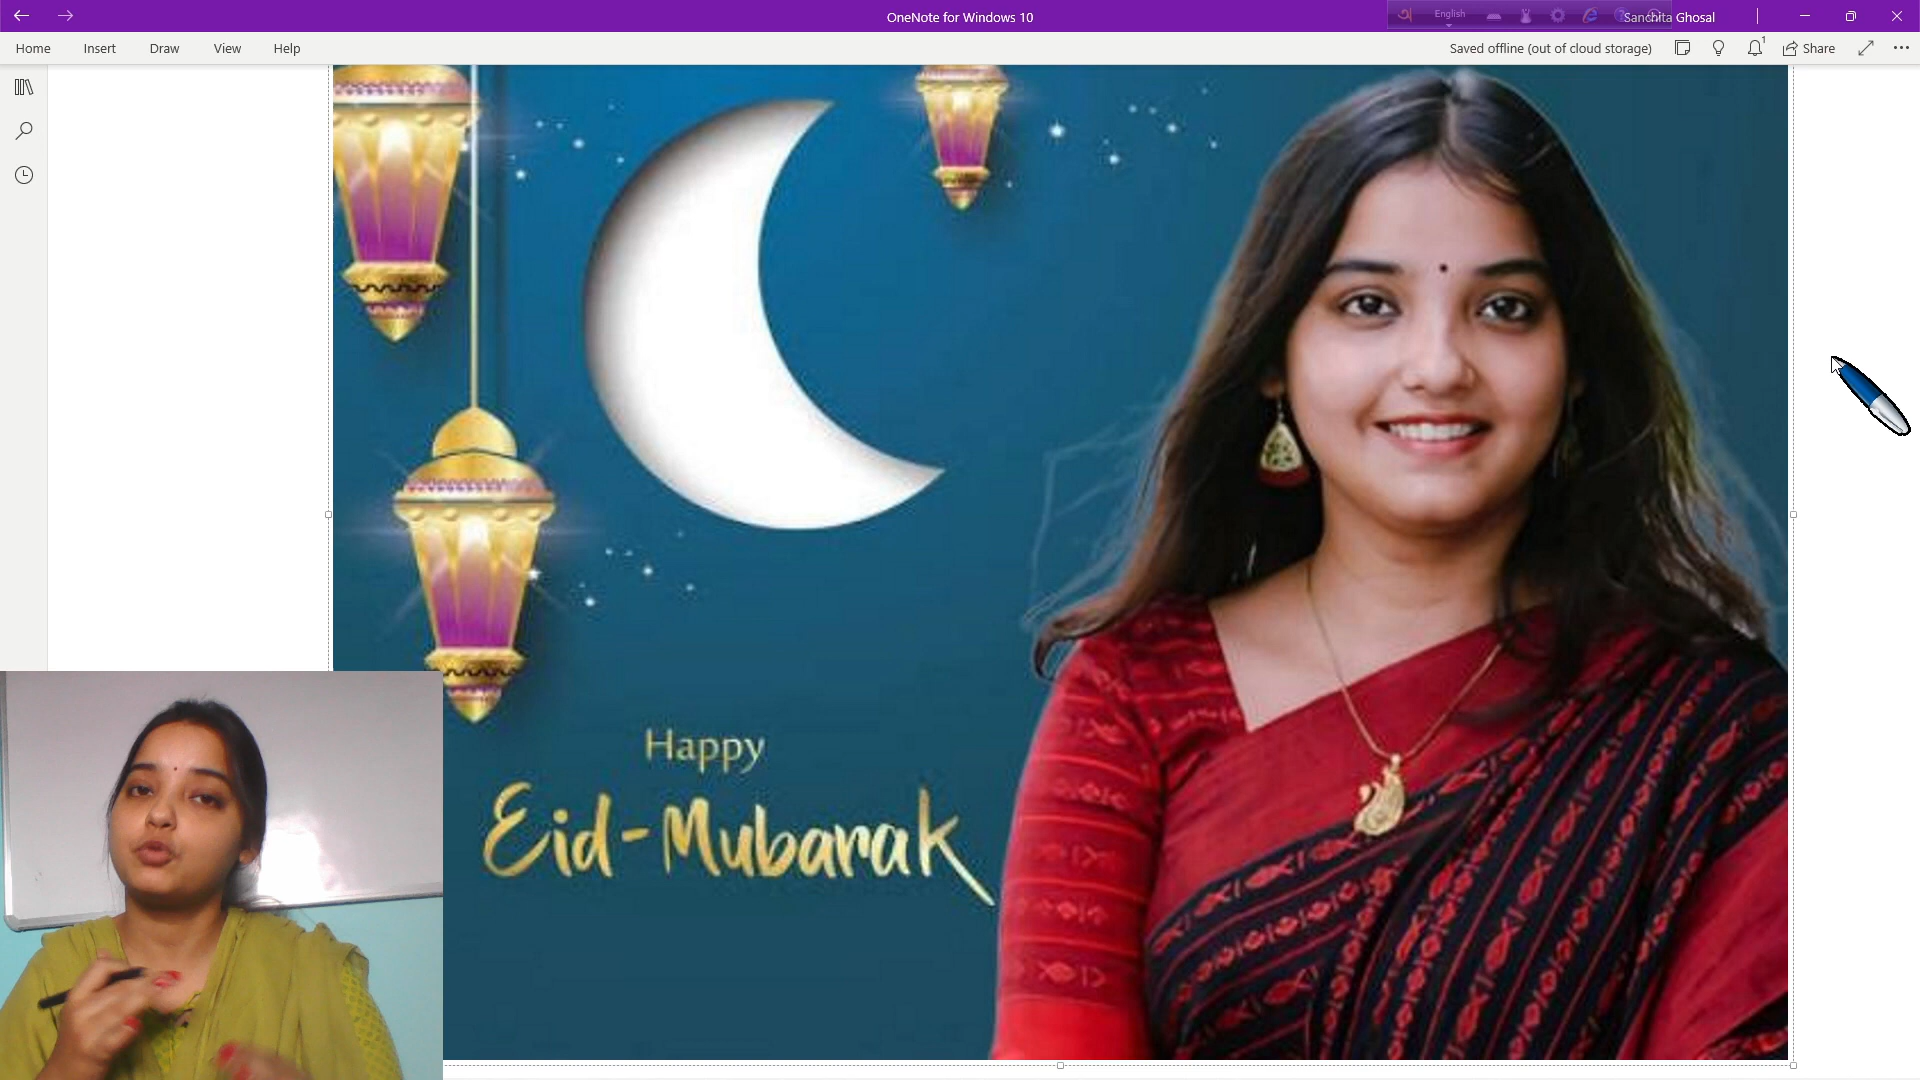 OneNote for Windows 10
English
Sanchita Ghosal
Home Insert Draw View Help
Saved offline (out of cloud storage)
1
Share
Happy
Eid-Mubarak